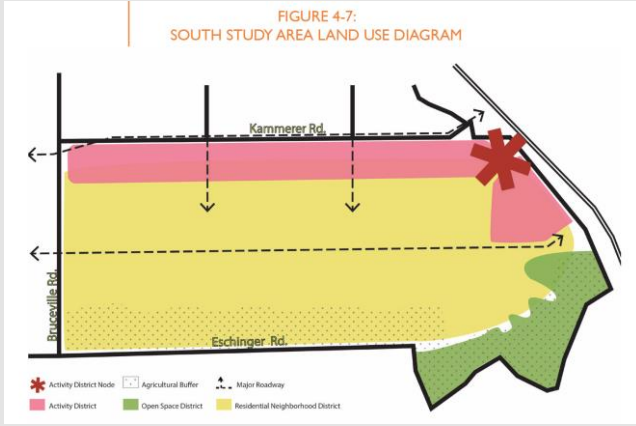 FIGURE 4-7:
SOUTH STUDY AREA LAND USE DIAGRAM
Kammerer Rd.
Bruceville Rd.
Eschinger Rd.
Activity District Node
Agricultural Buffer
Major Roadway
Activity District
Open Space District
Residential Neighborhood District